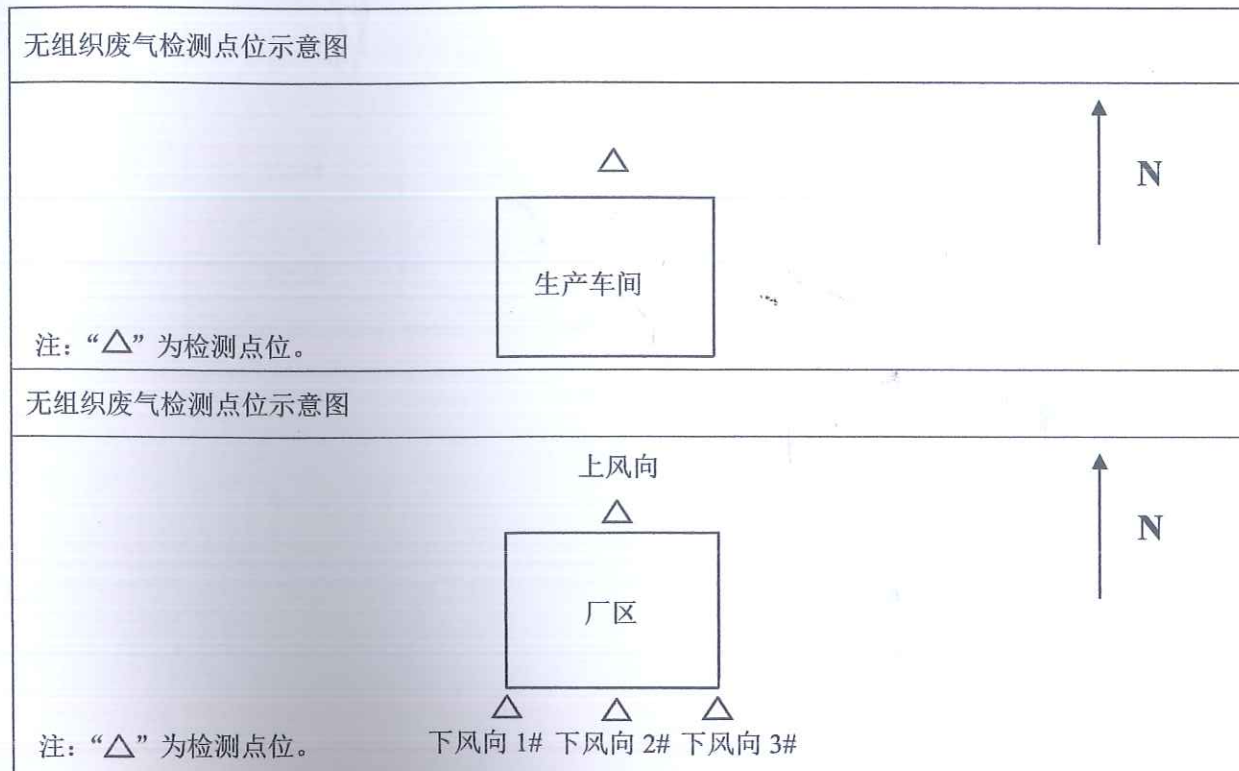 无组织废气检测点位示意图
N
生产车间
注：“△”为检测点位。
无组织废气检测点位示意图
上风向
N
厂区
注：“△”为检测点位。
下风向 1# 下风向 2# 下风向 3#